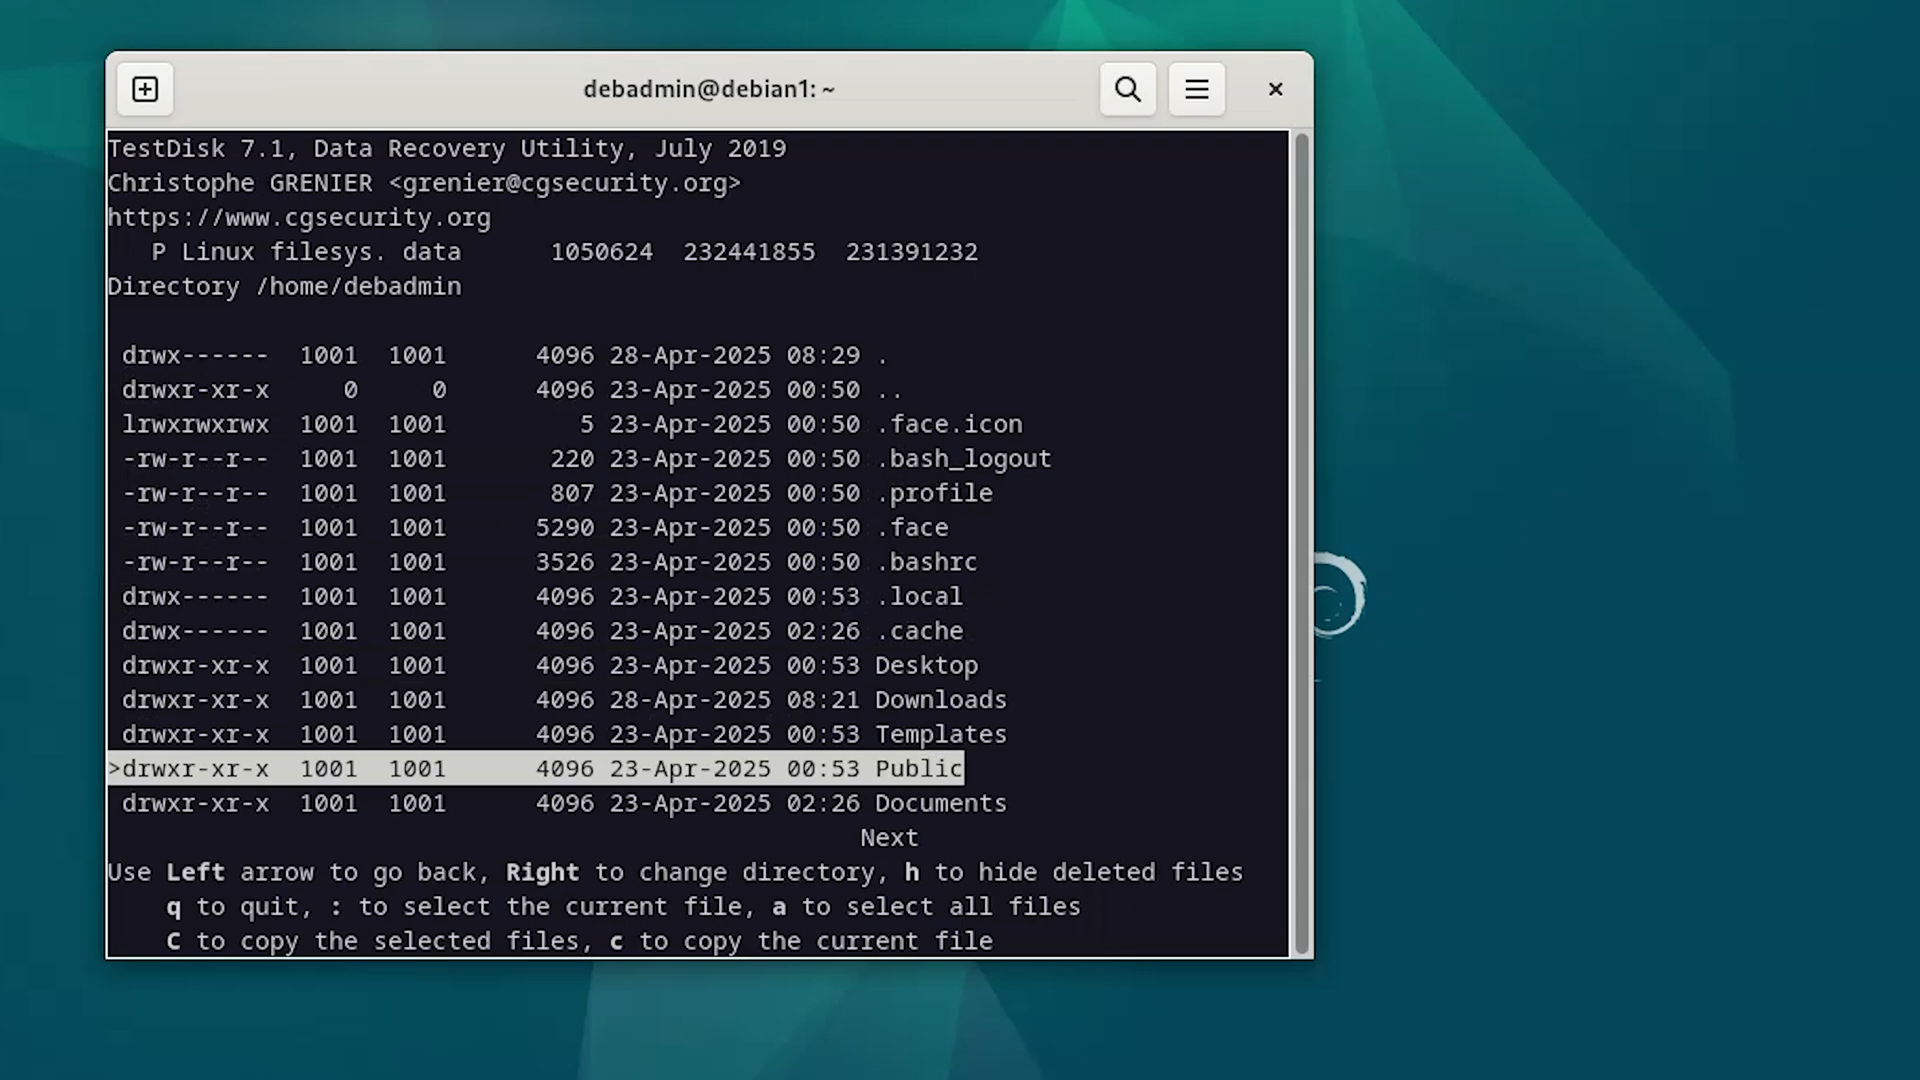 debadmin@debian1: ~
TestDisk 7.1, Data Recovery Utility, July 2019
Christophe GRENIER <grenier@cgsecurity.org>
https://www.cgsecurity.org
   P Linux filesys. data      1050624  232441855  231391232
Directory /home/debadmin
 drwx------  1001  1001      4096 28-Apr-2025 08:29 .
 drwxr-xr-x     0     0      4096 23-Apr-2025 00:50 ..
 lrwxrwxrwx  1001  1001         5 23-Apr-2025 00:50 .face.icon
 -rw-r--r--  1001  1001       220 23-Apr-2025 00:50 .bash_logout
 -rw-r--r--  1001  1001       807 23-Apr-2025 00:50 .profile
 -rw-r--r--  1001  1001      5290 23-Apr-2025 00:50 .face
 -rw-r--r--  1001  1001      3526 23-Apr-2025 00:50 .bashrc
 drwx------  1001  1001      4096 23-Apr-2025 00:53 .local
 drwx------  1001  1001      4096 23-Apr-2025 02:26 .cache
 drwxr-xr-x  1001  1001      4096 23-Apr-2025 00:53 Desktop
 drwxr-xr-x  1001  1001      4096 28-Apr-2025 08:21 Downloads
 drwxr-xr-x  1001  1001      4096 23-Apr-2025 00:53 Templates
>drwxr-xr-x  1001  1001      4096 23-Apr-2025 00:53 Public
 drwxr-xr-x  1001  1001      4096 23-Apr-2025 02:26 Documents
                                                   Next
Use Left arrow to go back, Right to change directory, h to hide deleted files
    q to quit, : to select the current file, a to select all files
    C to copy the selected files, c to copy the current file